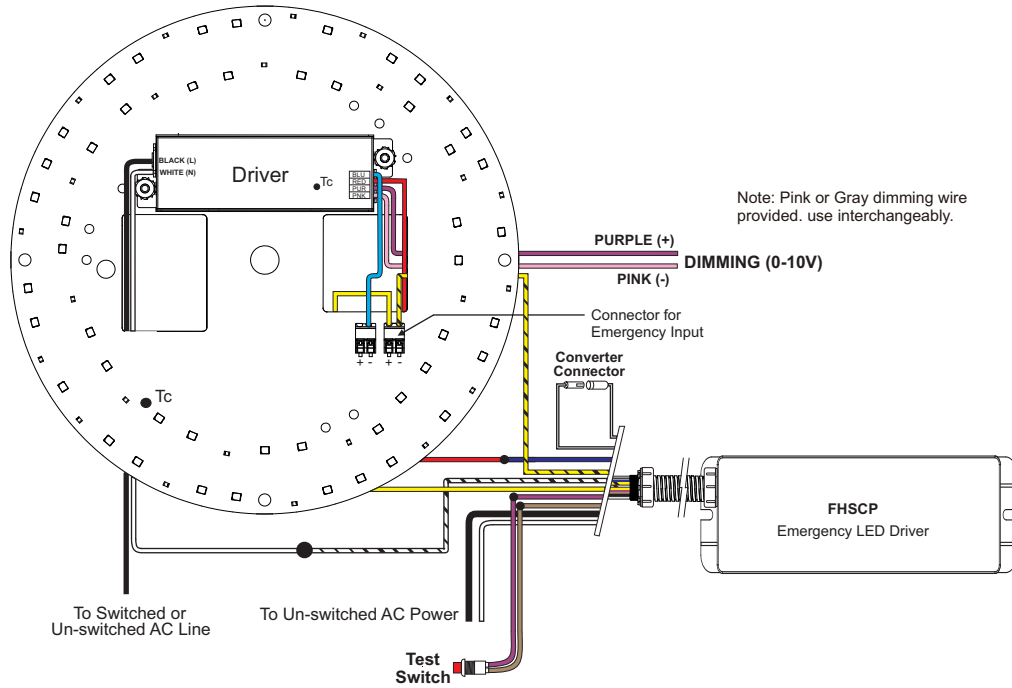 BLACK (L)
WHITE (N)
Driver
Tc
BLU
RED
PUR
PNK
Note: Pink or Gray dimming wire
provided. use interchangeably.
PURPLE (+)
DIMMING (0-10V)
PINK (-)
Connector for
Emergency Input
+ - + -
Converter
Connector
Tc
FHSCP
Emergency LED Driver
To Switched or
Un-switched AC Line
To Un-switched AC Power
Test
Switch